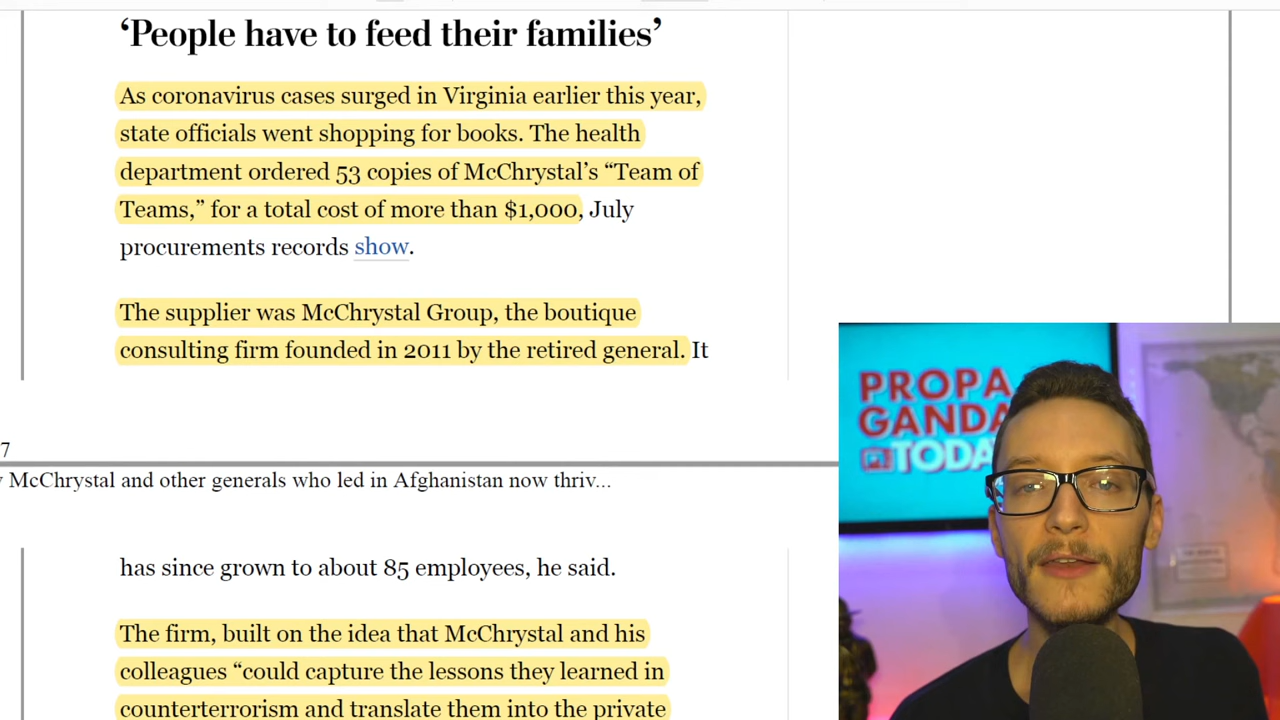 ‘People have to feed their families’
As coronavirus cases surged in Virginia earlier this year,
state officials went shopping for books. The health
department ordered 53 copies of McChrystal’s “Team of
Teams,” for a total cost of more than $1,000, July
procurements records show.
The supplier was McChrystal Group, the boutique
consulting firm founded in 2011 by the retired general. It
7
McChrystal and other generals who led in Afghanistan now thriv...
has since grown to about 85 employees, he said.
The firm, built on the idea that McChrystal and his
colleagues “could capture the lessons they learned in
counterterrorism and translate them into the private
PROPA
GANDA
TODA